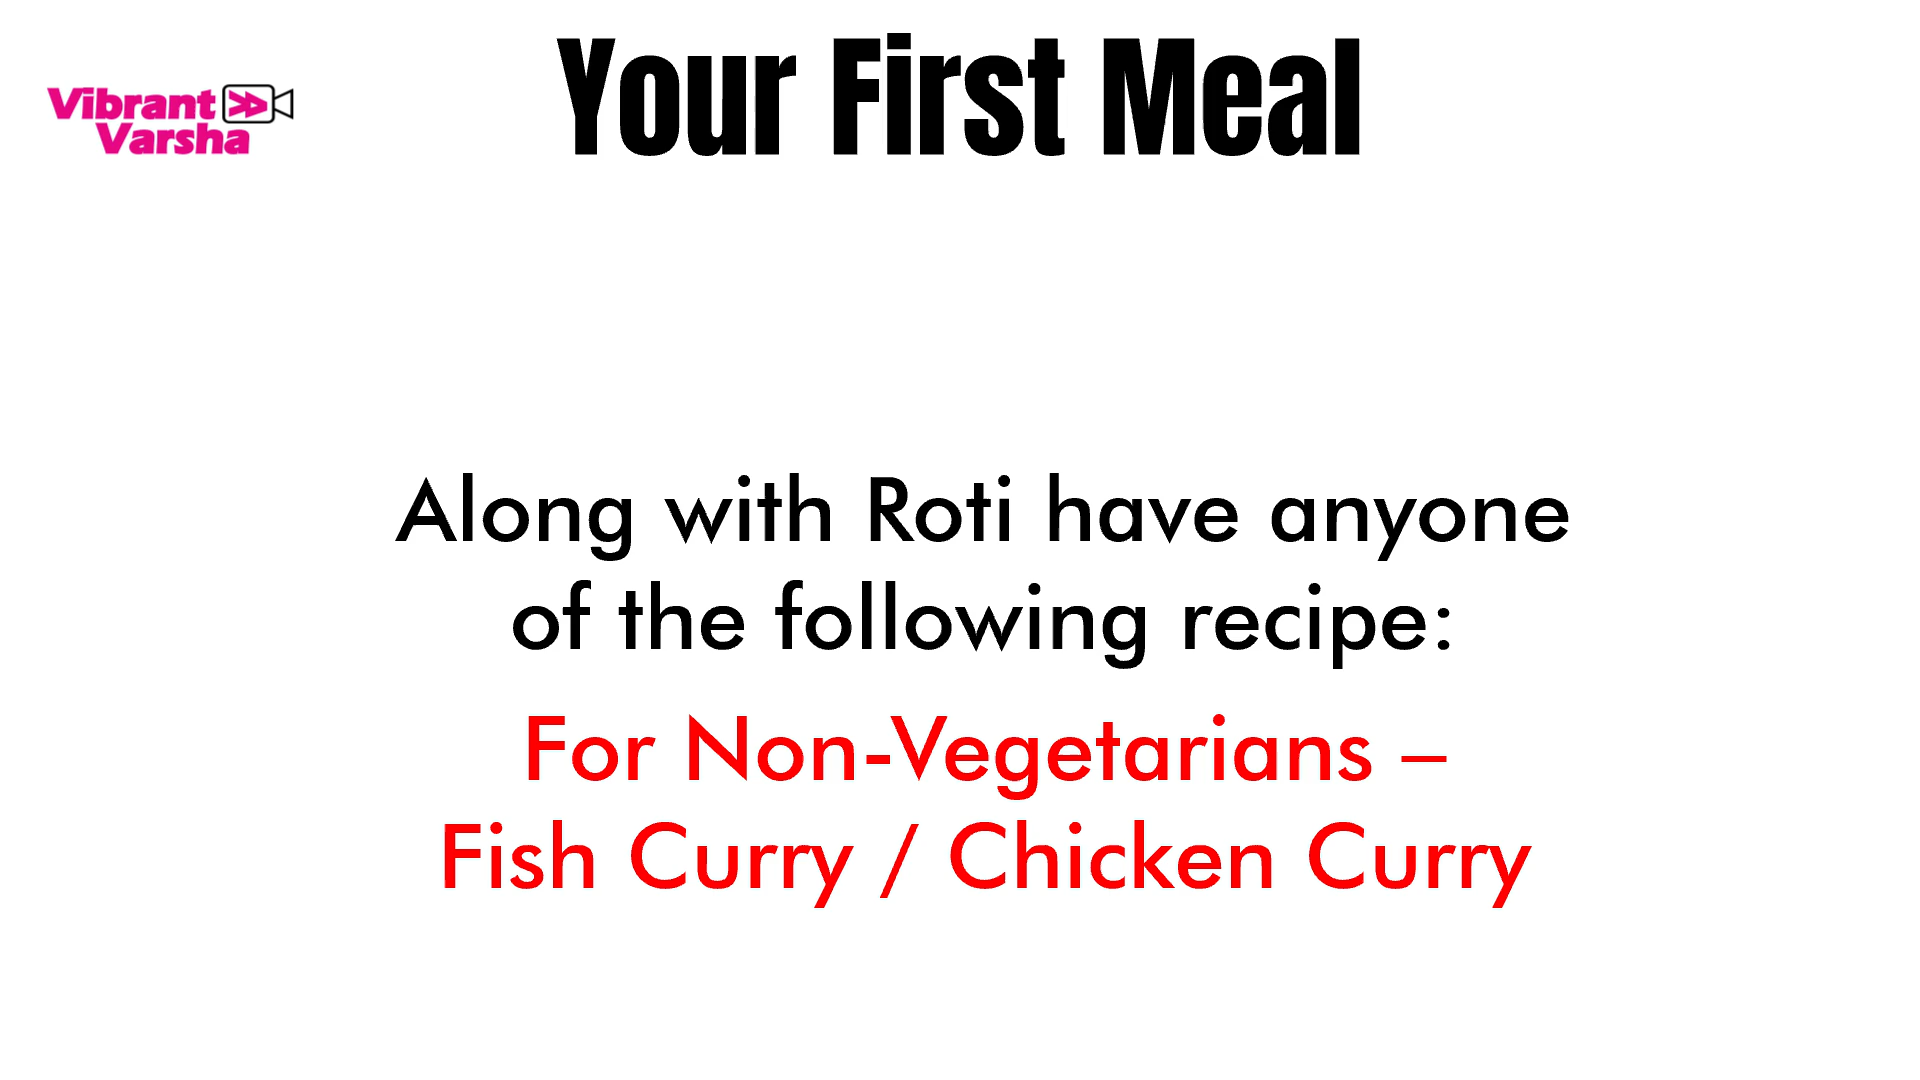 Your First Meal
Vibrant
Varsha
Along with Roti have anyone
of the following recipe:
For Non-Vegetarians –
Fish Curry / Chicken Curry